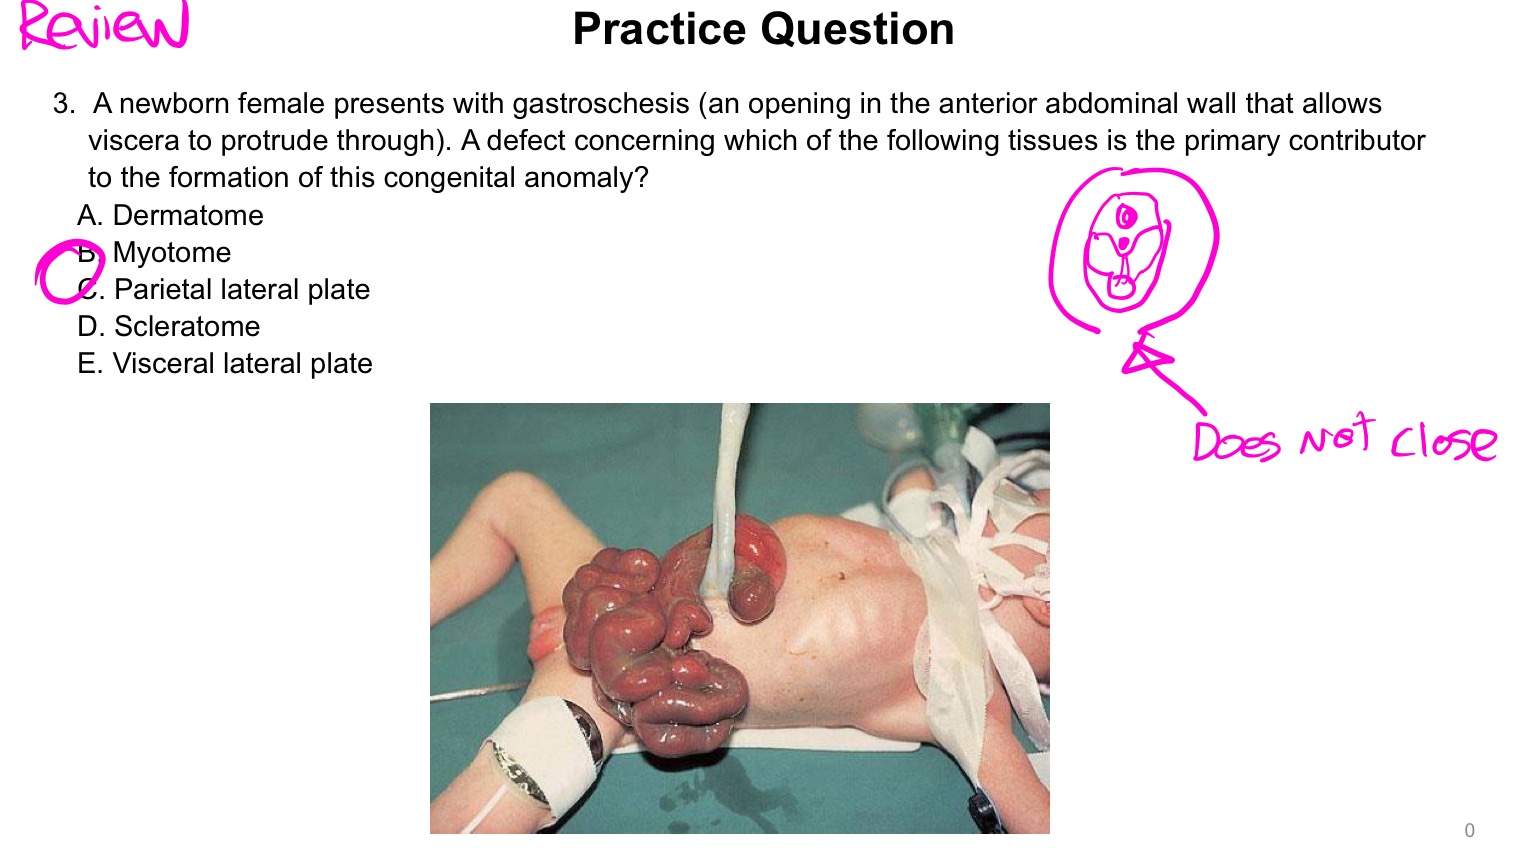 Review
Practice Question
3. A newborn female presents with gastroschesis (an opening in the anterior abdominal wall that allows
viscera to protrude through). A defect concerning which of the following tissues is the primary contributor
to the formation of this congenital anomaly?
A. Dermatome
B. Myotome
C. Parietal lateral plate
D. Scleratome
E. Visceral lateral plate
Does Not Close
0